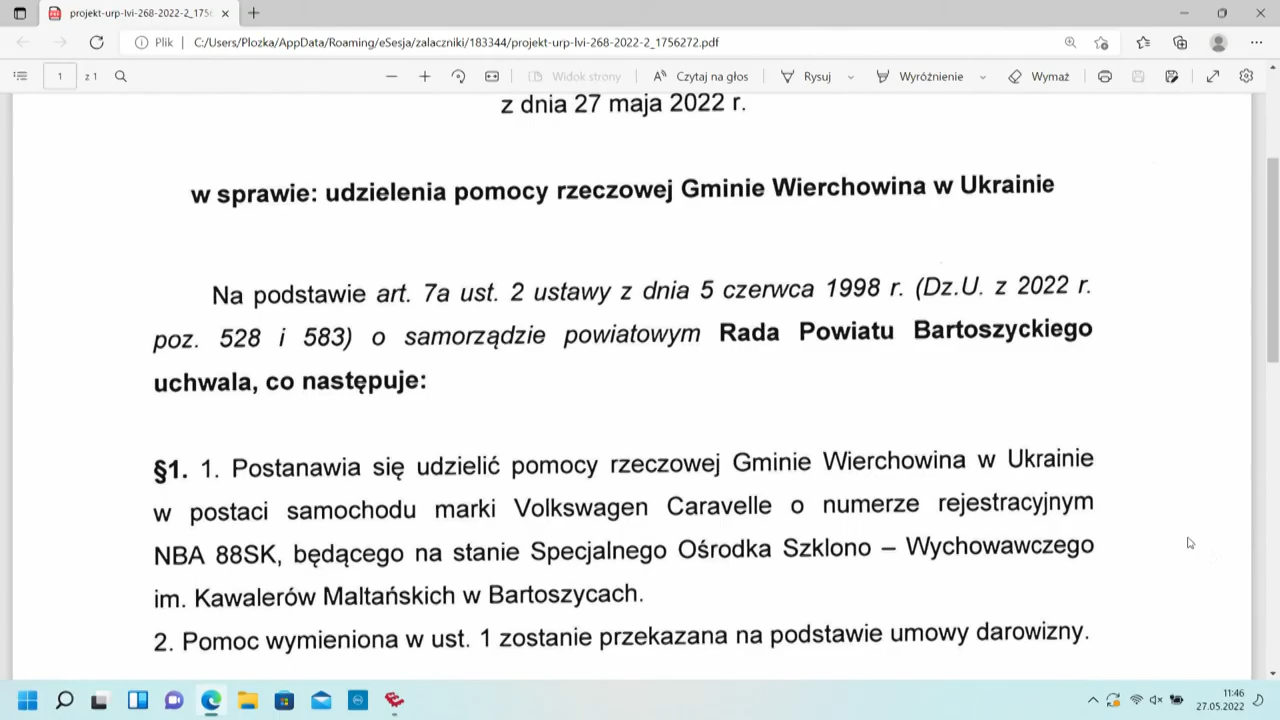 projekt-urp-lvi-268-2022-2_1756
Plik C:/Users/Plozka/AppData/Roaming/eSesja/zalaczniki/183344/projekt-urp-lvi-268-2022-2_1756272.pdf
1 z 1 Widok strony Czytaj na głos Rysuj Wyróżnienie Wymaż
z dnia 27 maja 2022 r.
w sprawie: udzielenia pomocy rzeczowej Gminie Wierchowina w Ukrainie
Na podstawie art. 7a ust. 2 ustawy z dnia 5 czerwca 1998 r. (Dz.U. z 2022 r.
poz. 528 i 583) o samorządzie powiatowym Rada Powiatu Bartoszyckiego
uchwala, co następuje:
§1. 1. Postanawia się udzielić pomocy rzeczowej Gminie Wierchowina w Ukrainie
w postaci samochodu marki Volkswagen Caravelle o numerze rejestracyjnym
NBA 88SK, będącego na stanie Specjalnego Ośrodka Szklono – Wychowawczego
im. Kawalerów Maltańskich w Bartoszycach.
2. Pomoc wymieniona w ust. 1 zostanie przekazana na podstawie umowy darowizny.
11:46
27.05.2022